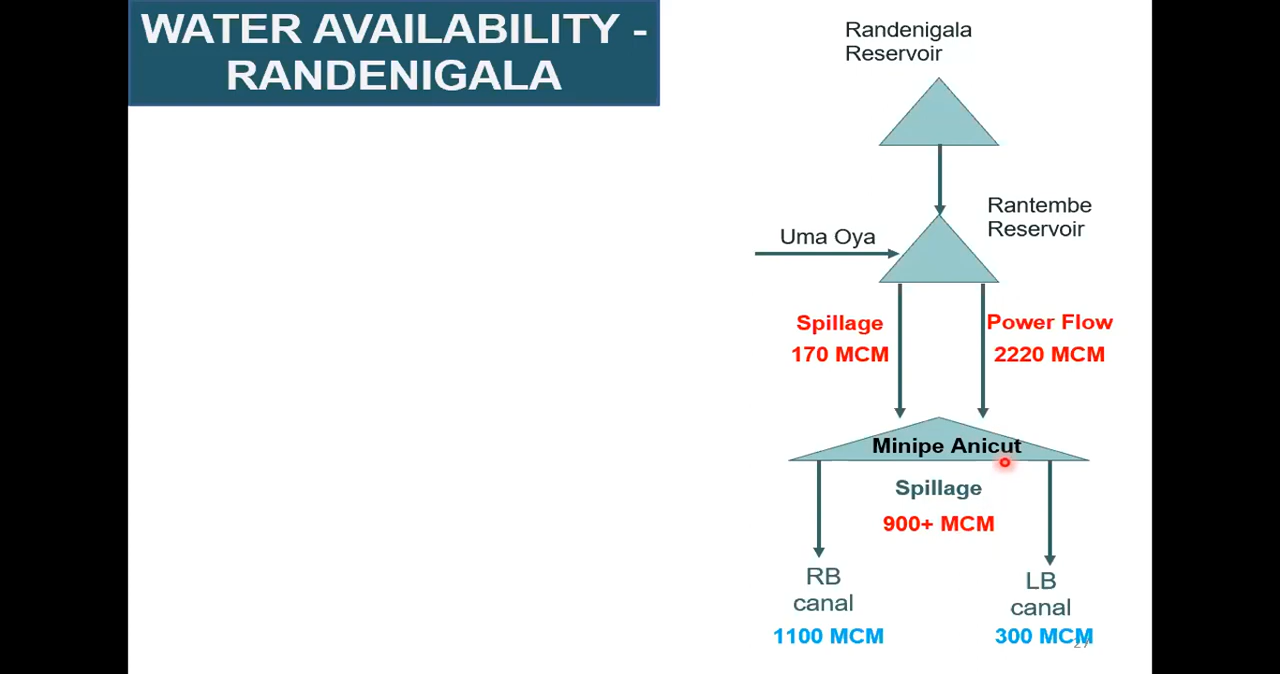 WATER AVAILABILITY -
RANDENIGALA
Randenigala
Reservoir
Rantembe
Reservoir
Uma Oya
Spillage
170 MCM
Power Flow
2220 MCM
Minipe Anicut
Spillage
900+ MCM
RB
canal
1100 MCM
LB
canal
300 MCM
27